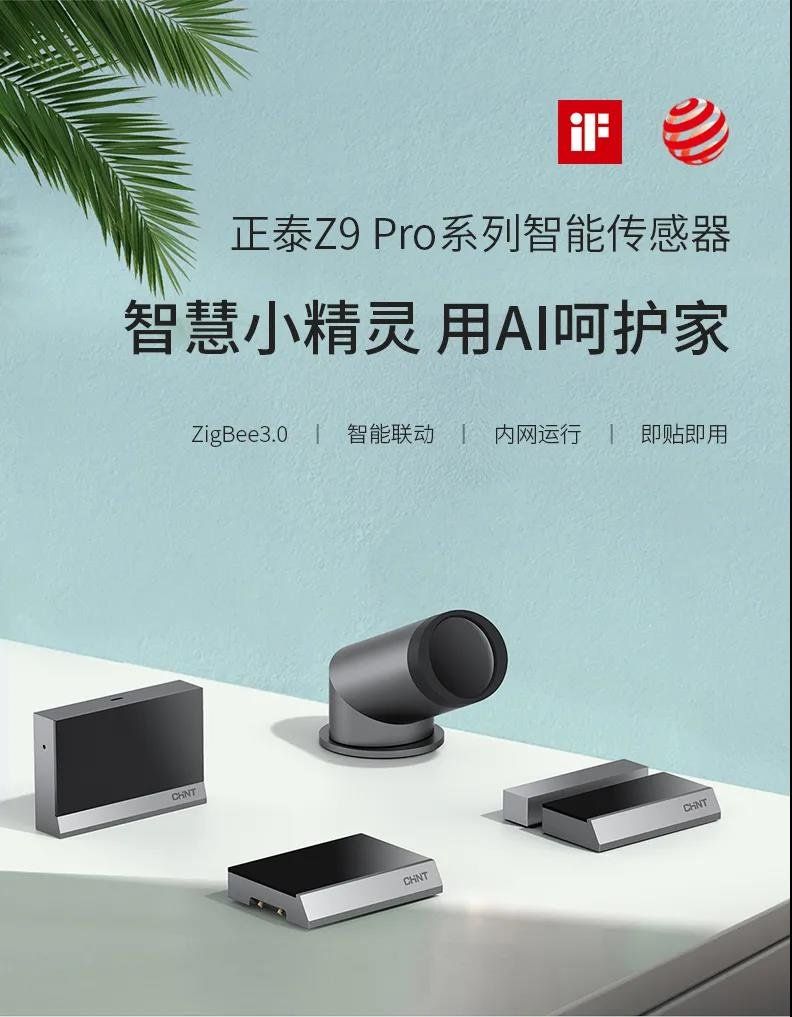 iF
正泰Z9 Pro系列智能传感器
智慧小精灵 用AI呵护家
ZigBee3.0 | 智能联动 | 内网运行 | 即贴即用
CHNT
CHNT
CHNT